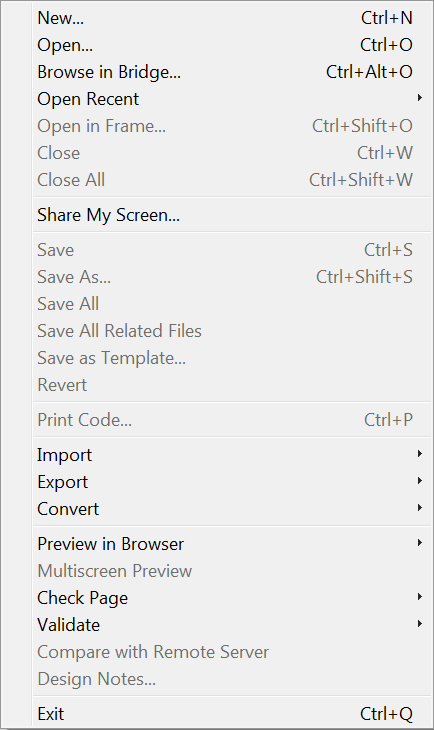 New... Ctrl+N
Open... Ctrl+O
Browse in Bridge... Ctrl+Alt+O
Open Recent
Open in Frame... Ctrl+Shift+O
Close Ctrl+W
Close All Ctrl+Shift+W
Share My Screen...
Save Ctrl+S
Save As... Ctrl+Shift+S
Save All
Save All Related Files
Save as Template...
Revert
Print Code... Ctrl+P
Import
Export
Convert
Preview in Browser
Multiscreen Preview
Check Page
Validate
Compare with Remote Server
Design Notes...
Exit Ctrl+Q